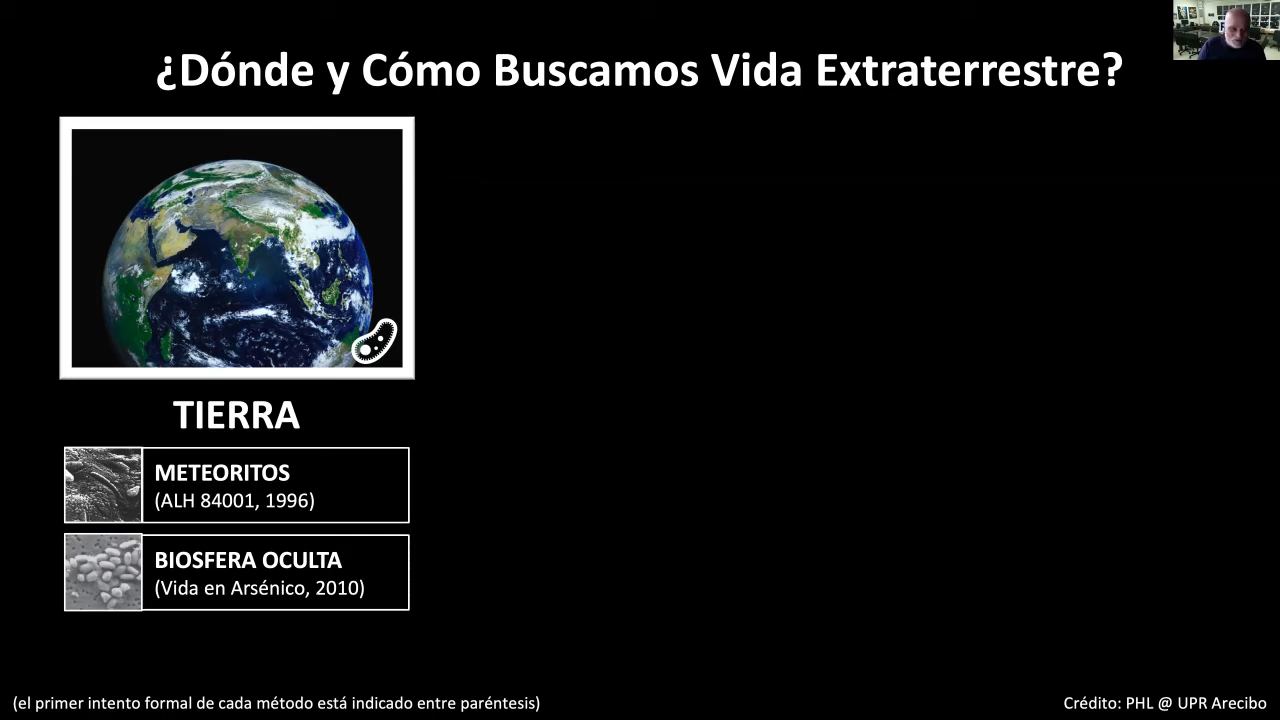 ¿Dónde y Cómo Buscamos Vida Extraterrestre?
TIERRA
METEORITOS
(ALH 84001, 1996)
BIOSFERA OCULTA
(Vida en Arsénico, 2010)
(el primer intento formal de cada método está indicado entre paréntesis)
Crédito: PHL @ UPR Arecibo